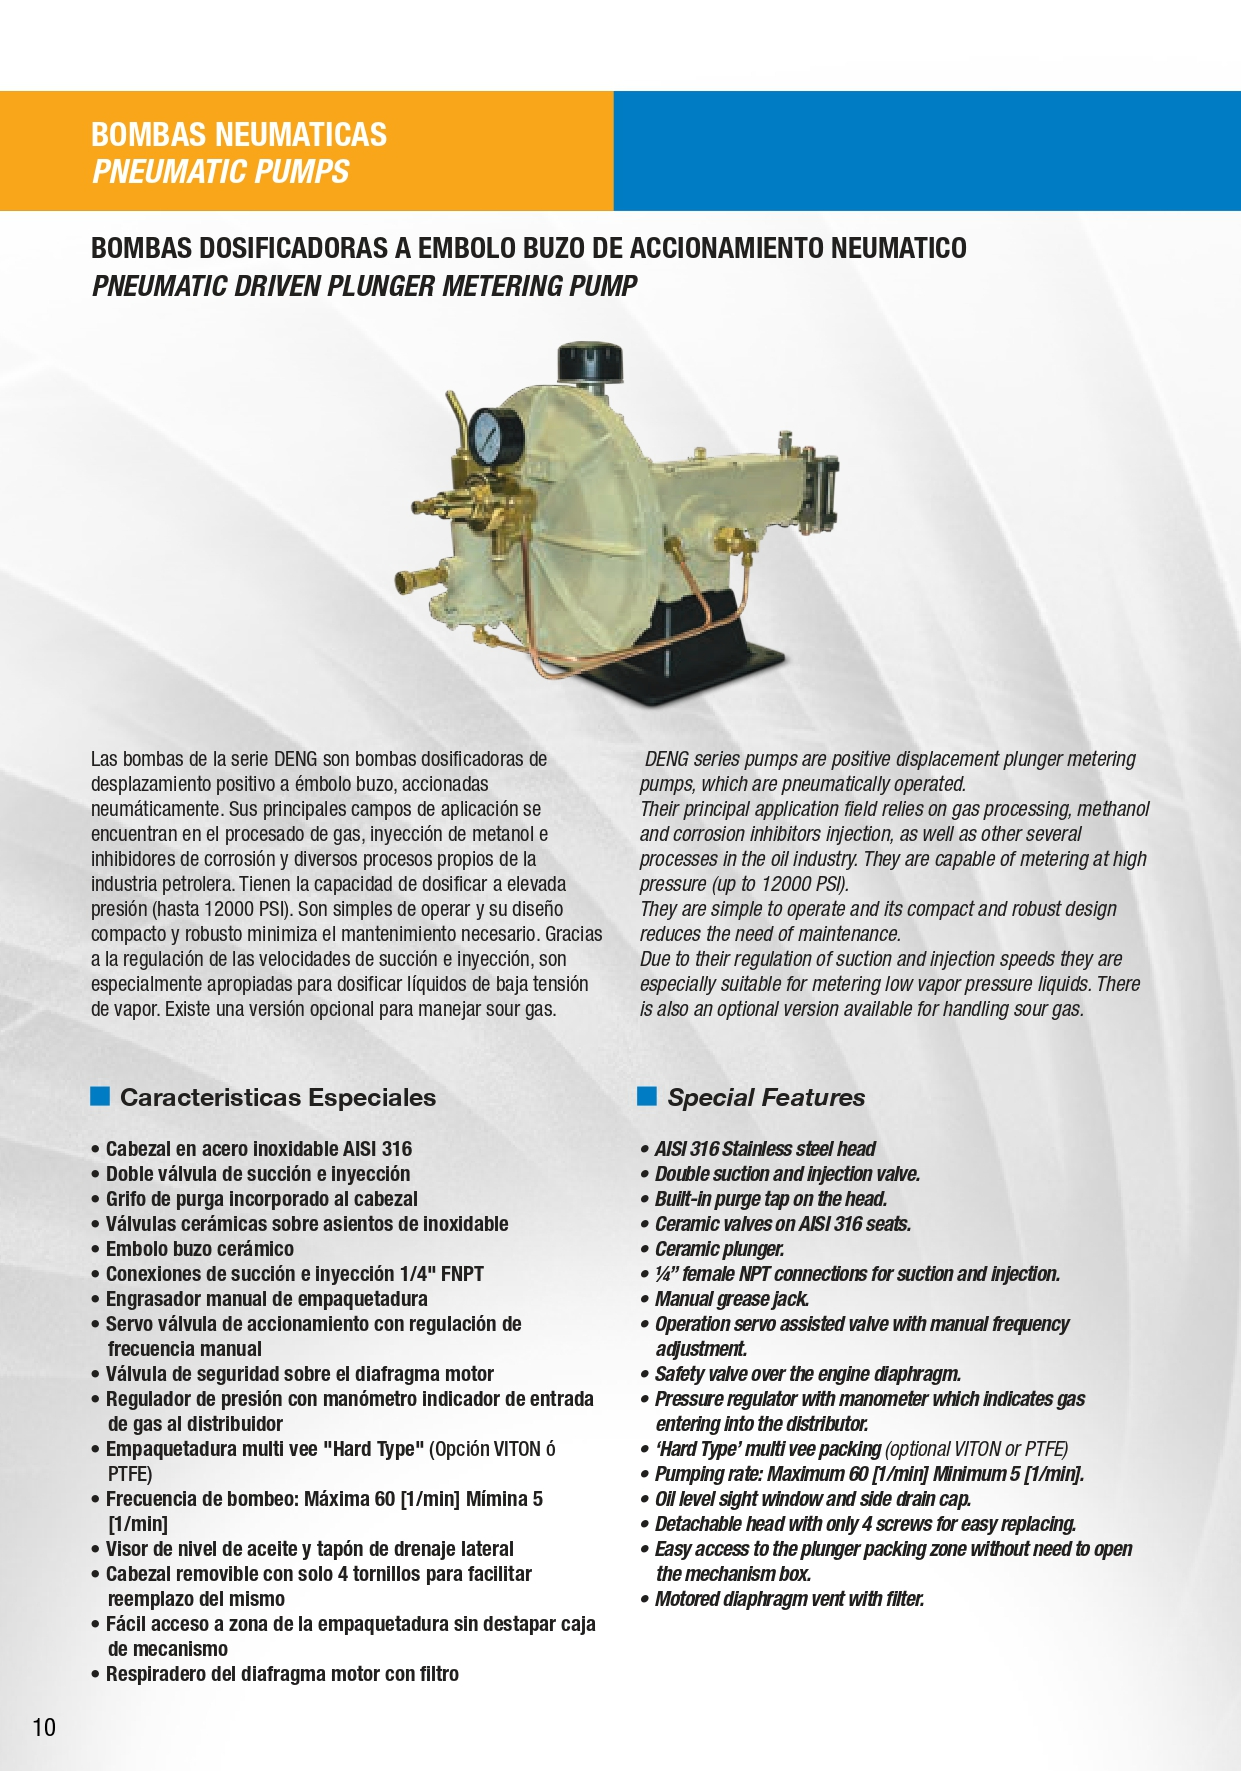 BOMBAS NEUMATICAS
PNEUMATIC PUMPS
BOMBAS DOSIFICADORAS A EMBOLO BUZO DE ACCIONAMIENTO NEUMATICO
PNEUMATIC DRIVEN PLUNGER METERING PUMP
Las bombas de la serie DENG son bombas dosificadoras de
desplazamiento positivo a émbolo buzo, accionadas
neumáticamente. Sus principales campos de aplicación se
encuentran en el procesado de gas, inyección de metanol e
inhibidores de corrosión y diversos procesos propios de la
industria petrolera. Tienen la capacidad de dosificar a elevada
presión (hasta 12000 PSI). Son simples de operar y su diseño
compacto y robusto minimiza el mantenimiento necesario. Gracias
a la regulación de las velocidades de succión e inyección, son
especialmente apropiadas para dosificar líquidos de baja tensión
de vapor. Existe una versión opcional para manejar sour gas.
DENG series pumps are positive displacement plunger metering
pumps, which are pneumatically operated.
Their principal application field relies on gas processing, methanol
and corrosion inhibitors injection, as well as other several
processes in the oil industry. They are capable of metering at high
pressure (up to 12000 PSI).
They are simple to operate and its compact and robust design
reduces the need of maintenance.
Due to their regulation of suction and injection speeds they are
especially suitable for metering low vapor pressure liquids. There
is also an optional version available for handling sour gas.
Caracteristicas Especiales
• Cabezal en acero inoxidable AISI 316
• Doble válvula de succión e inyección
• Grifo de purga incorporado al cabezal
• Válvulas cerámicas sobre asientos de inoxidable
• Embolo buzo cerámico
• Conexiones de succión e inyección 1/4" FNPT
• Engrasador manual de empaquetadura
• Servo válvula de accionamiento con regulación de
frecuencia manual
• Válvula de seguridad sobre el diafragma motor
• Regulador de presión con manómetro indicador de entrada
de gas al distribuidor
• Empaquetadura multi vee "Hard Type" (Opción VITON ó
PTFE)
• Frecuencia de bombeo: Máxima 60 [1/min] Mímina 5
[1/min]
• Visor de nivel de aceite y tapón de drenaje lateral
• Cabezal removible con solo 4 tornillos para facilitar
reemplazo del mismo
• Fácil acceso a zona de la empaquetadura sin destapar caja
de mecanismo
• Respiradero del diafragma motor con filtro
Special Features
• AISI 316 Stainless steel head
• Double suction and injection valve.
• Built-in purge tap on the head.
• Ceramic valves on AISI 316 seats.
• Ceramic plunger.
• ¼” female NPT connections for suction and injection.
• Manual grease jack.
• Operation servo assisted valve with manual frequency
adjustment.
• Safety valve over the engine diaphragm.
• Pressure regulator with manometer which indicates gas
entering into the distributor.
• ‘Hard Type’ multi vee packing (optional VITON or PTFE)
• Pumping rate: Maximum 60 [1/min] Minimum 5 [1/min].
• Oil level sight window and side drain cap.
• Detachable head with only 4 screws for easy replacing.
• Easy access to the plunger packing zone without need to open
the mechanism box.
• Motored diaphragm vent with filter.
10